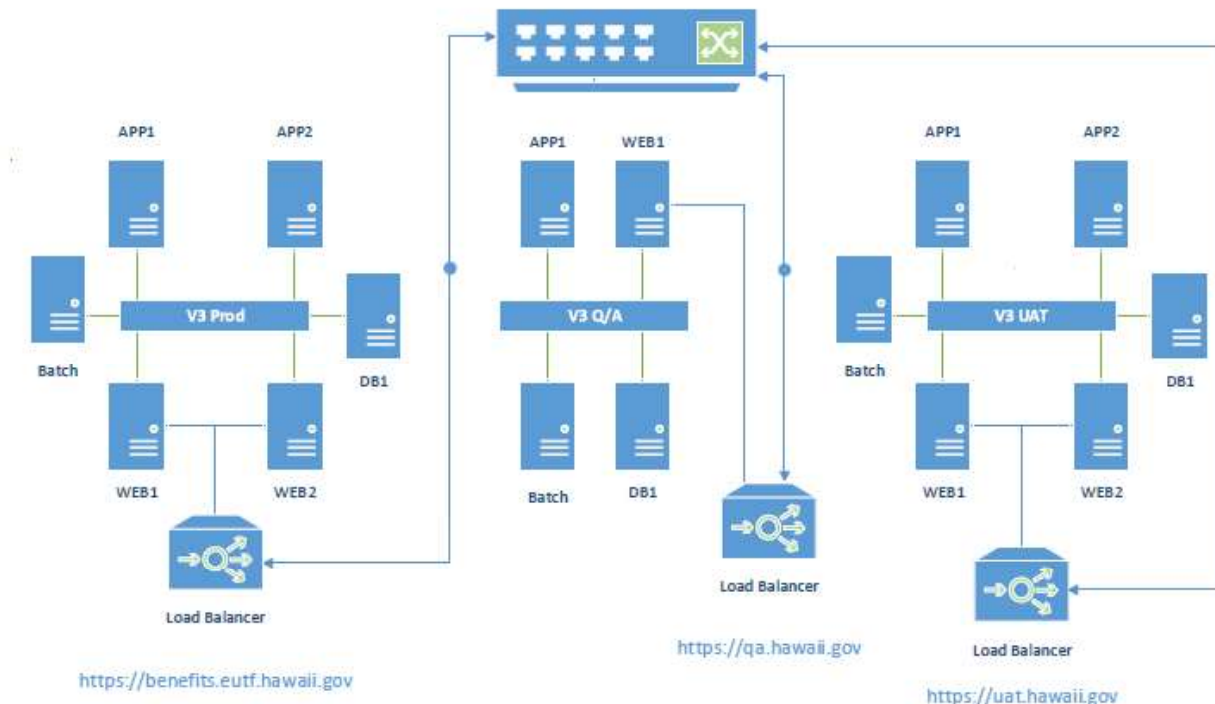 APP1
APP2
V3 Prod
Batch
DB1
WEB1
WEB2
Load Balancer
https://benefits.eutf.hawaii.gov
APP1
WEB1
V3 Q/A
Batch
DB1
Load Balancer
https://qa.hawaii.gov
APP1
APP2
V3 UAT
Batch
DB1
WEB1
WEB2
Load Balancer
https://uat.hawaii.gov